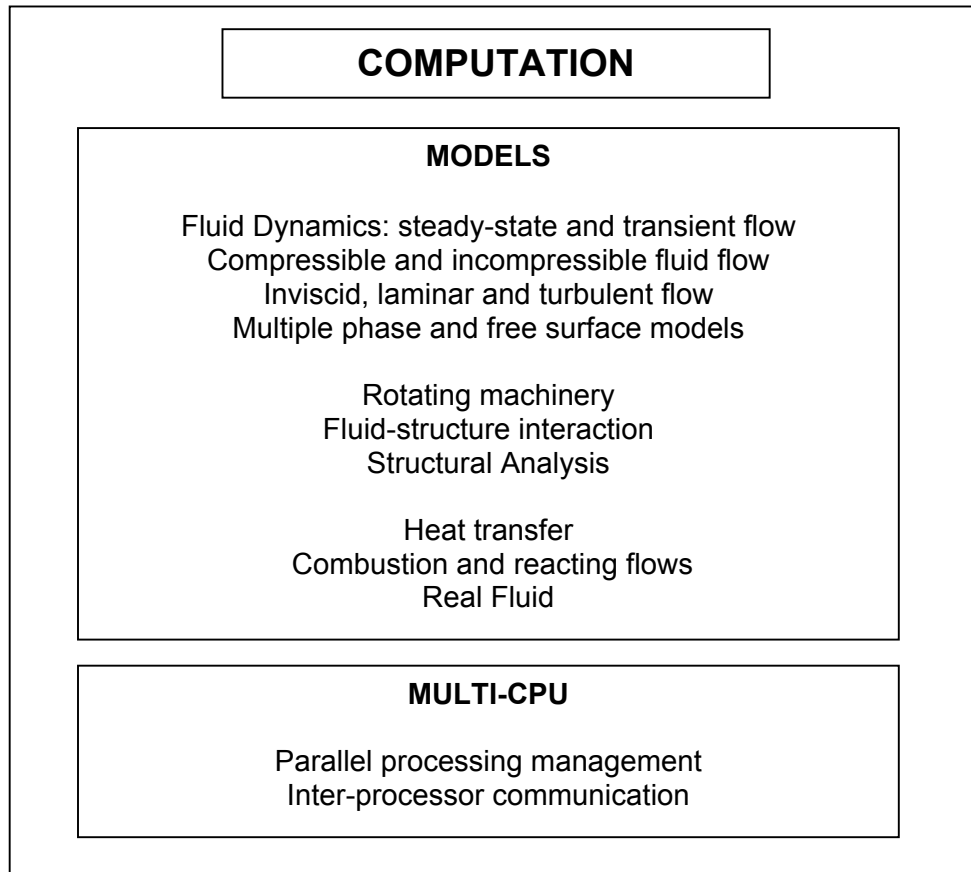 COMPUTATION
MODELS
Fluid Dynamics: steady-state and transient flow
Compressible and incompressible fluid flow
Inviscid, laminar and turbulent flow
Multiple phase and free surface models
Rotating machinery
Fluid-structure interaction
Structural Analysis
Heat transfer
Combustion and reacting flows
Real Fluid
MULTI-CPU
Parallel processing management
Inter-processor communication